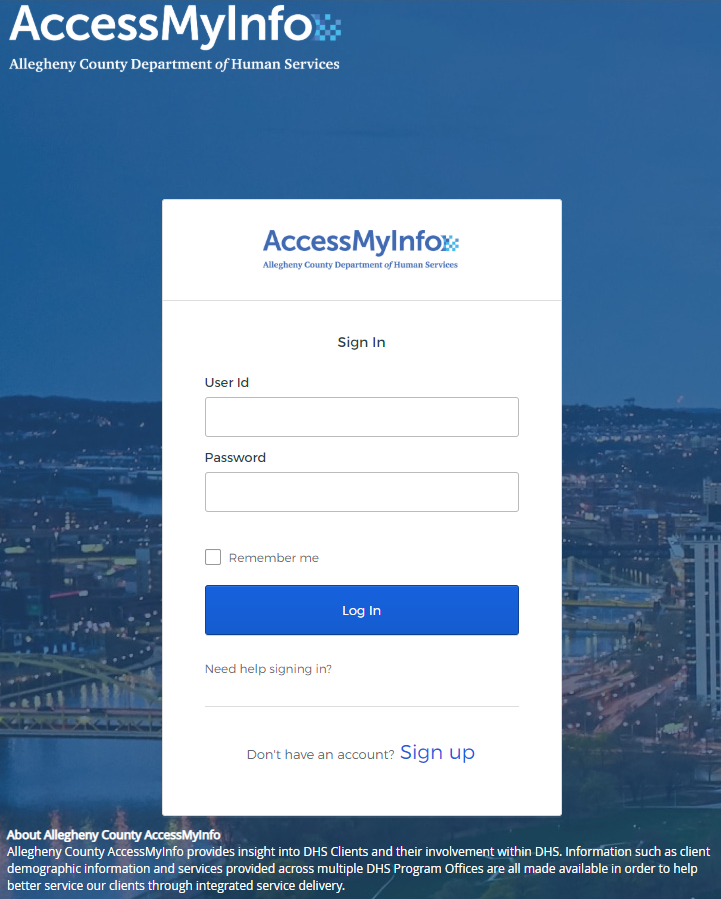 AccessMyInfo
Allegheny County Department of Human Services
AccessMyInfo
Allegheny County Department of Human Services
Sign In
User Id
Password
Remember me
Log In
Need help signing in?
Don't have an account? Sign up
About Allegheny County AccessMyInfo
Allegheny County AccessMyInfo provides insight into DHS Clients and their involvement within DHS. Information such as client
demographic information and services provided across multiple DHS Program Offices are all made available in order to help
better service our clients through integrated service delivery.